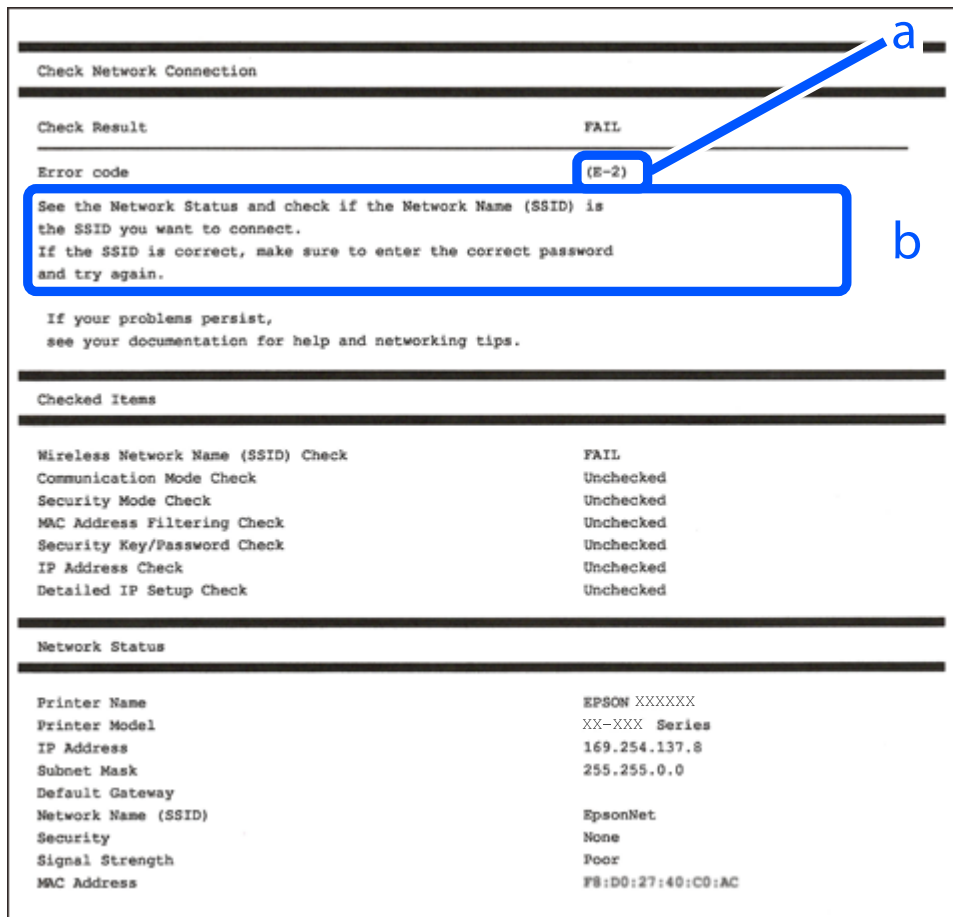 a
Check Network Connection
Check Result FAIL
Error code (E-2)
See the Network Status and check if the Network Name (SSID) is
the SSID you want to connect.
If the SSID is correct, make sure to enter the correct password
and try again.
b
If your problems persist,
see your documentation for help and networking tips.
Checked Items
Wireless Network Name (SSID) Check FAIL
Communication Mode Check Unchecked
Security Mode Check Unchecked
MAC Address Filtering Check Unchecked
Security Key/Password Check Unchecked
IP Address Check Unchecked
Detailed IP Setup Check Unchecked
Network Status
Printer Name EPSON XXXXXX
Printer Model XX-XXX Series
IP Address 169.254.137.8
Subnet Mask 255.255.0.0
Default Gateway
Network Name (SSID) EpsonNet
Security None
Signal Strength Poor
MAC Address F8:D0:27:40:C0:AC